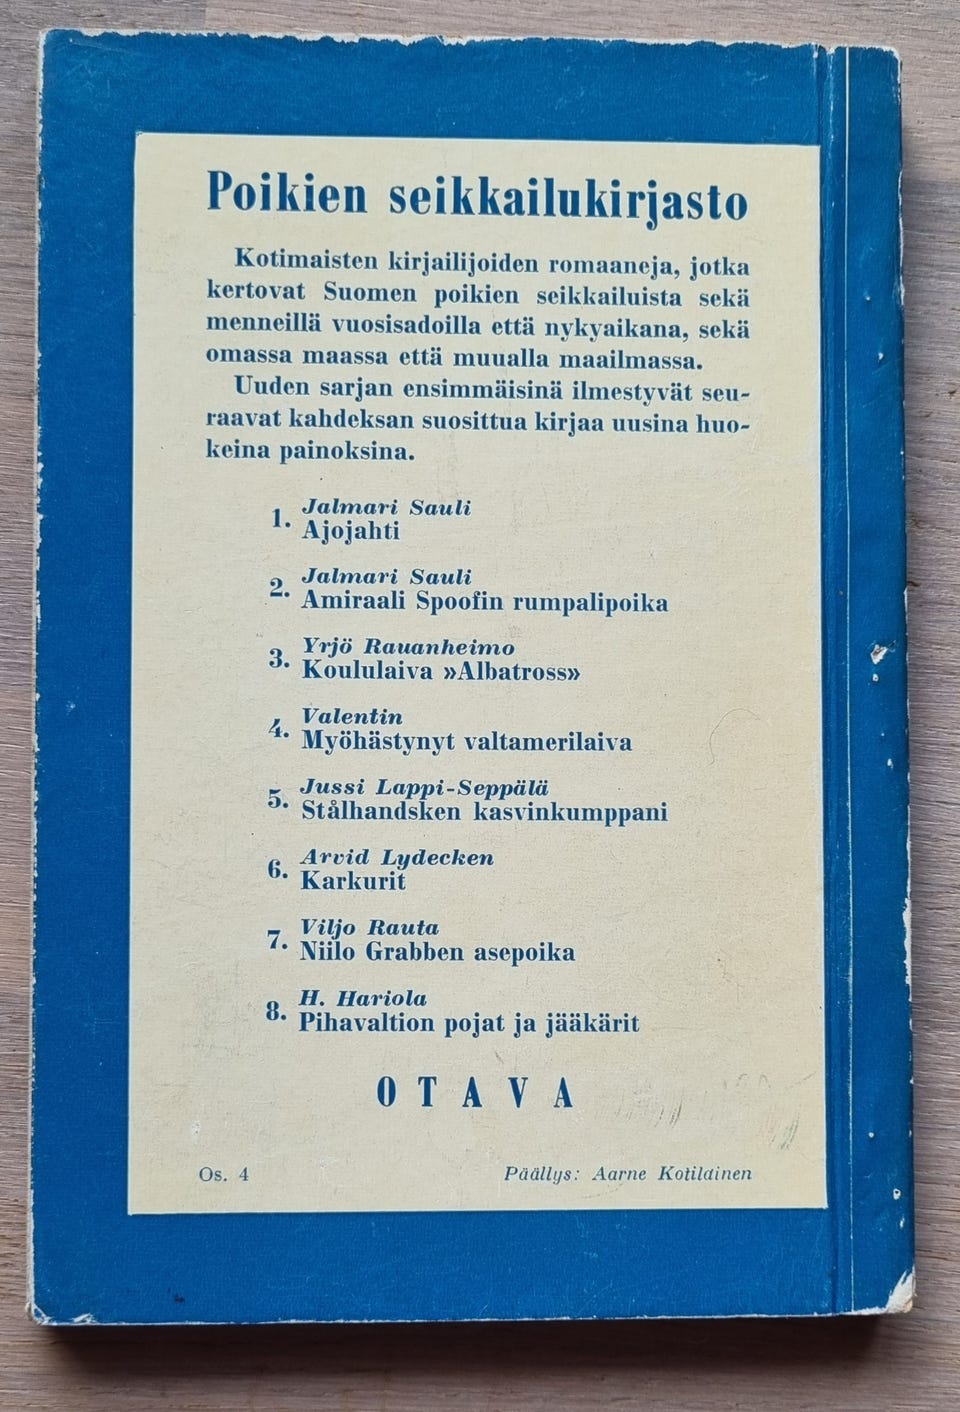 Poikien seikkailukirjasto
Kotimaisten kirjailijoiden romaaneja, jotka
kertovat Suomen poikien seikkailuista sekä
menneillä vuosisadoilla että nykyaikana, sekä
omassa maassa että muualla maailmassa.
Uuden sarjan ensimmäisinä ilmestyvät seu-
raavat kahdeksan suosittua kirjaa uusina huo-
keina painoksina.
1. Jalmari Sauli
Ajojahti
2. Jalmari Sauli
Amiraali Spoofin rumpalipoika
3. Yrjö Rauanheimo
Koululaiva »Albatross»
4. Valentin
Myöhästynyt valtamerilaiva
5. Jussi Lappi-Seppälä
Stålhandsken kasvinkumppani
6. Arvid Lydecken
Karkurit
7. Viljo Rauta
Niilo Grabben asepoika
8. H. Hariola
Pihavaltion pojat ja jääkärit
OTAVA
Os. 4 Päällys: Aarne Kotilainen